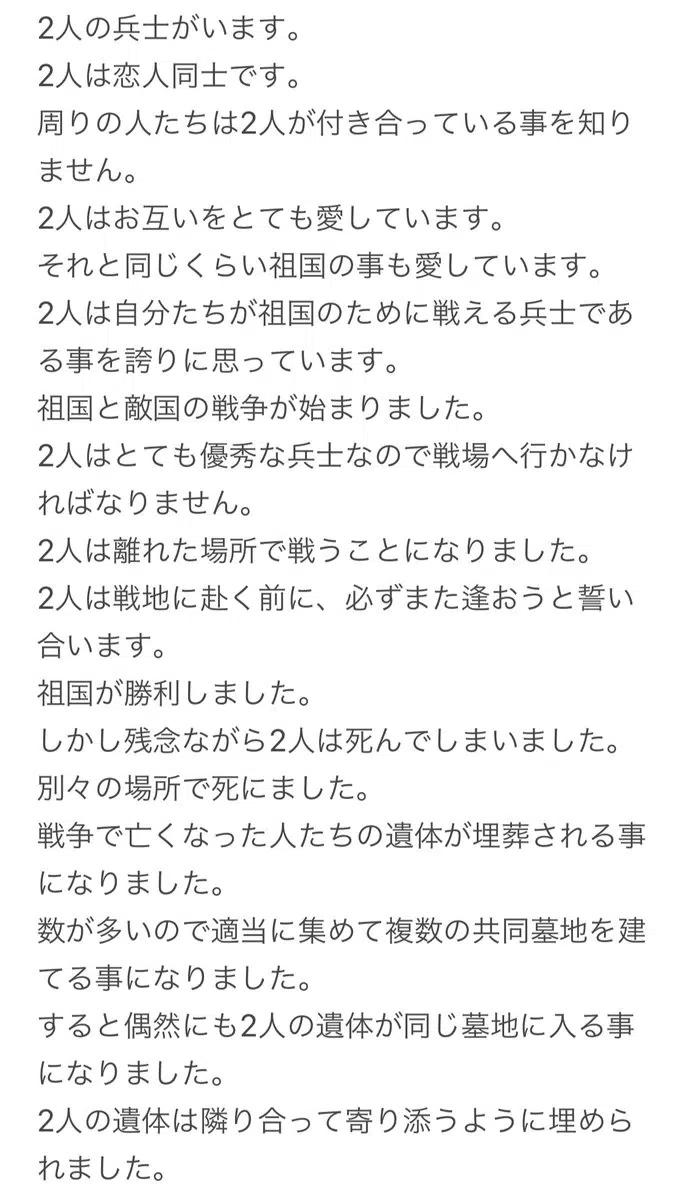 2人の兵士がいます。
2人は恋人同士です。
周りの人たちは2人が付き合っている事を知り
ません。
2人はお互いをとても愛しています。
それと同じくらい祖国の事も愛しています。
2人は自分たちが祖国のために戦える兵士であ
る事を誇りに思っています。
祖国と敵国の戦争が始まりました。
2人はとても優秀な兵士なので戦場へ行かなけ
ればなりません。
2人は離れた場所で戦うことになりました。
2人は戦地に赴く前に、必ずまた逢おうと誓い
合います。
祖国が勝利しました。
しかし残念ながら2人は死んでしまいました。
別々の場所で死にました。
戦争で亡くなった人たちの遺体が埋葬される事
になりました。
数が多いので適当に集めて複数の共同墓地を建
てる事になりました。
すると偶然にも2人の遺体が同じ墓地に入る事
になりました。
2人の遺体は隣り合って寄り添うように埋めら
れました。